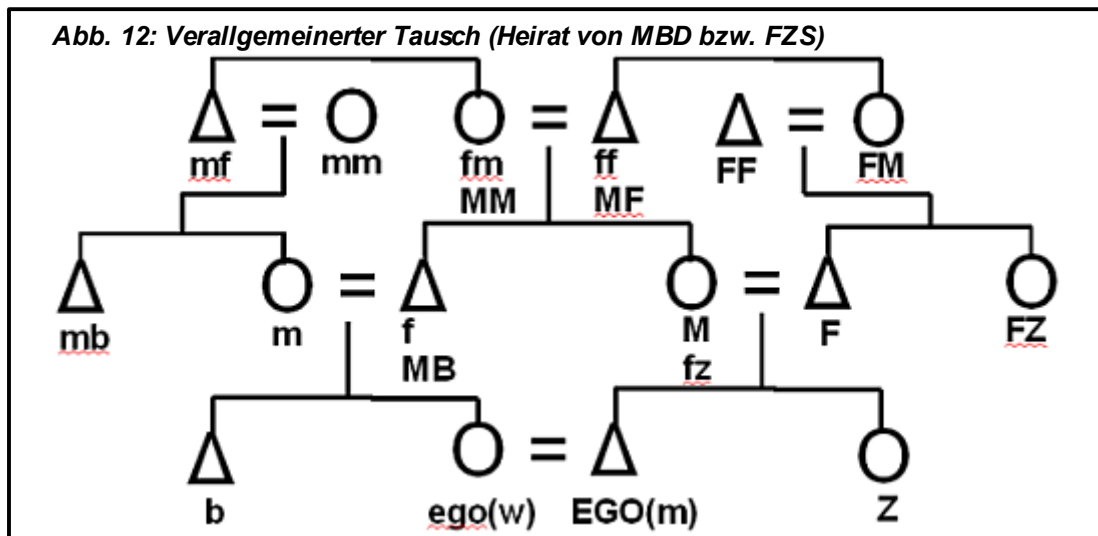 Abb. 12: Verallgemeinerter Tausch (Heirat von MBD bzw. FZS)
mf mm fm ff FF FM
MM MF
mb m f M F FZ
MB fz
b ego(w) EGO(m) Z